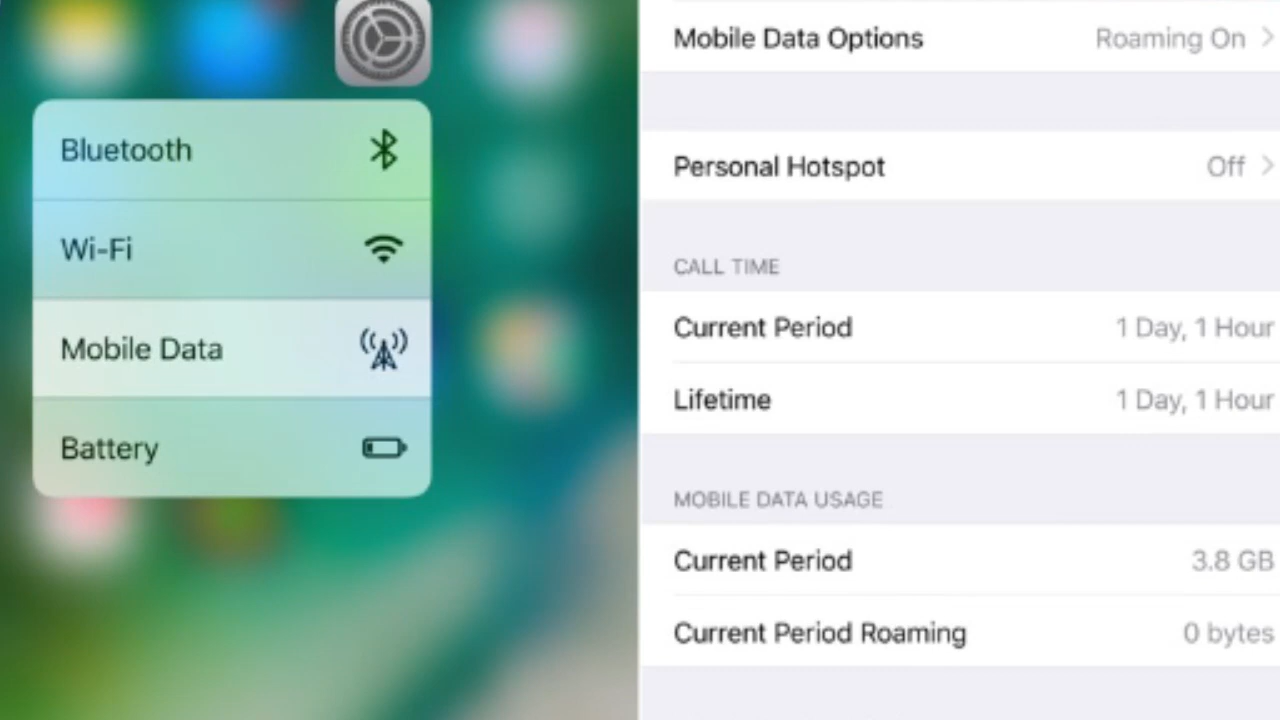 Bluetooth
Wi-Fi
Mobile Data
Battery
Mobile Data Options Roaming On
Personal Hotspot Off
CALL TIME
Current Period 1 Day, 1 Hour
Lifetime 1 Day, 1 Hour
MOBILE DATA USAGE
Current Period 3.8 GB
Current Period Roaming 0 bytes